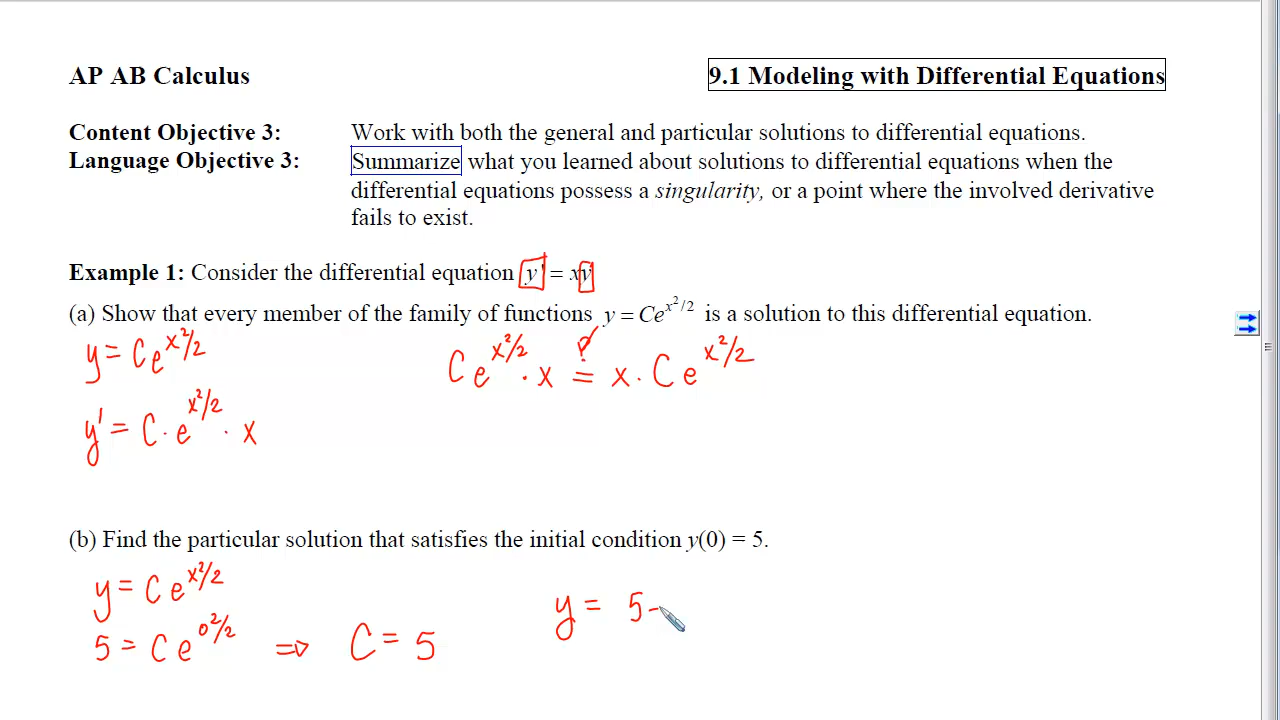 AP AB Calculus
9.1 Modeling with Differential Equations
Content Objective 3: Work with both the general and particular solutions to differential equations.
Language Objective 3: Summarize what you learned about solutions to differential equations when the
differential equations possess a singularity, or a point where the involved derivative
fails to exist.
Example 1: Consider the differential equation y' = xy
(a) Show that every member of the family of functions y = Ce^{x²/2} is a solution to this differential equation.
y = Ce^{x²/2}
Ce^{x²/2} · x ≟ x · Ce^{x²/2}
y' = C · e^{x²/2} · x
(b) Find the particular solution that satisfies the initial condition y(0) = 5.
y = Ce^{x²/2}
5 = Ce^{0²/2} ⇒ C = 5
y = 5